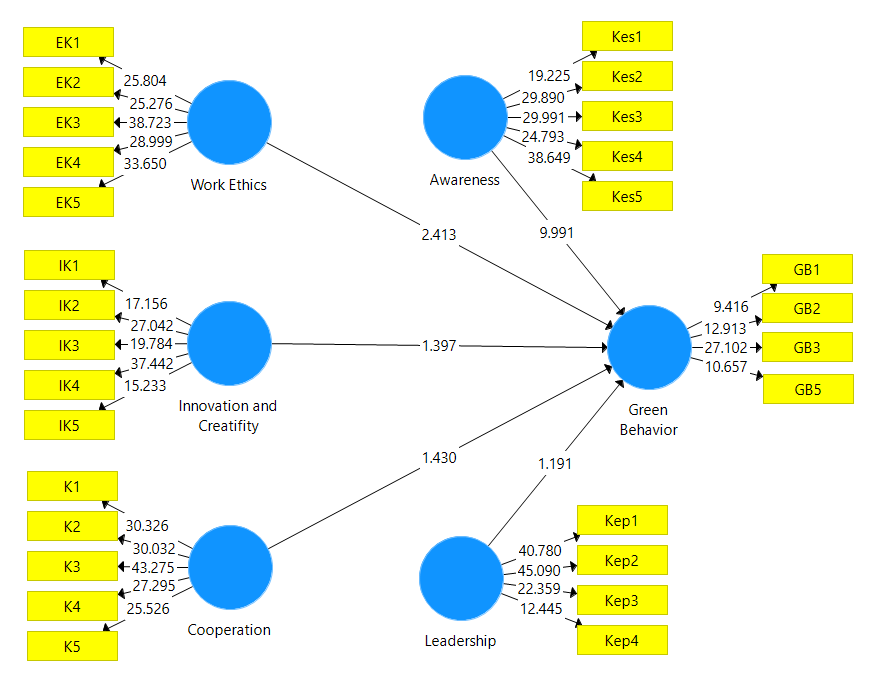 EK1
EK2
EK3
EK4
EK5
25.804
25.276
38.723
28.999
33.650
Work Ethics
Kes1
Kes2
Kes3
Kes4
Kes5
19.225
29.890
29.991
24.793
38.649
Awareness
2.413
9.991
IK1
IK2
IK3
IK4
IK5
17.156
27.042
19.784
37.442
15.233
Innovation and
Creatifity
1.397
GB1
GB2
GB3
GB5
9.416
12.913
27.102
10.657
Green
Behavior
1.430
1.191
K1
K2
K3
K4
K5
30.326
30.032
43.275
27.295
25.526
Cooperation
Kep1
Kep2
Kep3
Kep4
40.780
45.090
22.359
12.445
Leadership